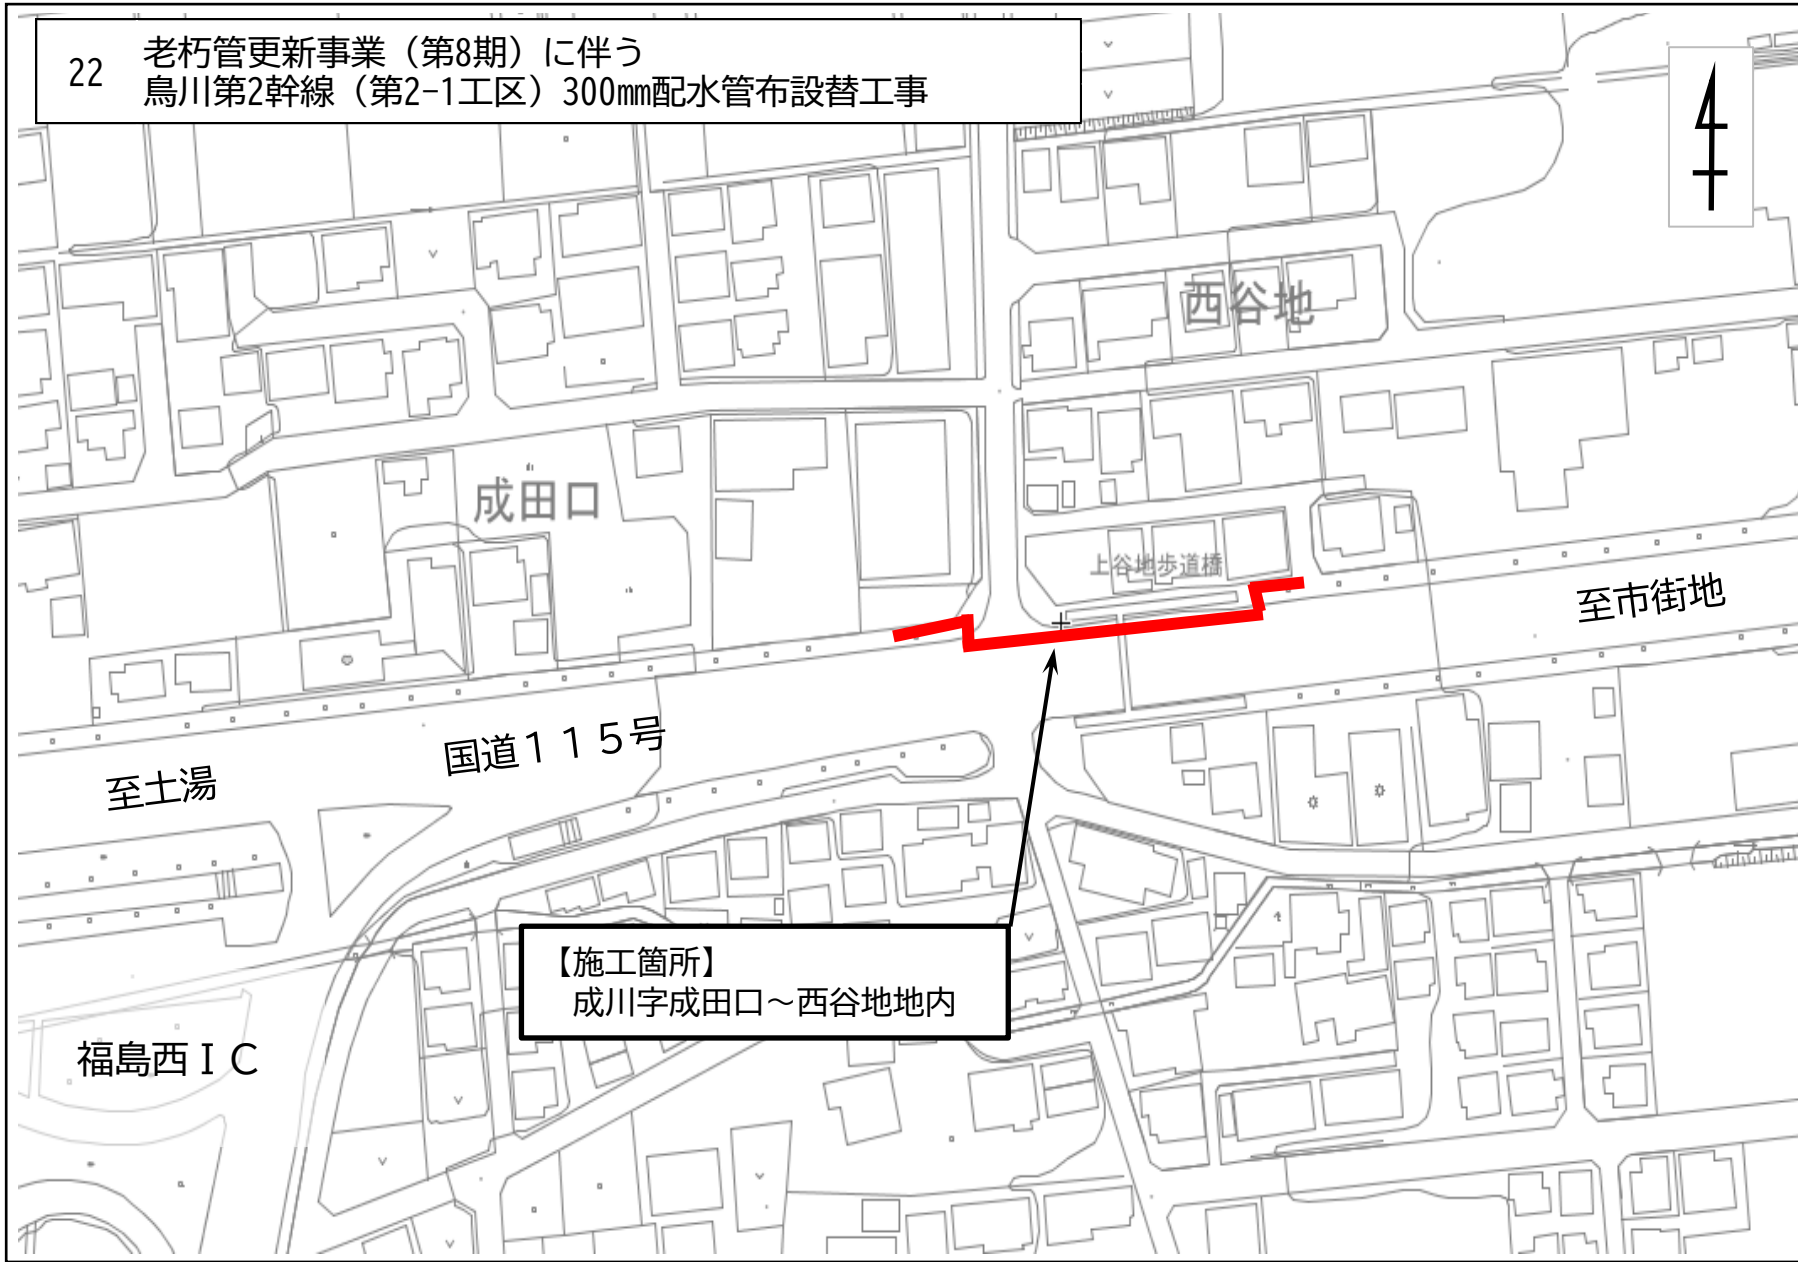 22
老朽管更新事業（第8期）に伴う
鳥川第2幹線（第2-1工区）300㎜配水管布設替工事
西谷地
成田口
上谷地歩道橋
至市街地
国道１１５号
至土湯
【施工箇所】
成川字成田口～西谷地地内
福島西ＩＣ